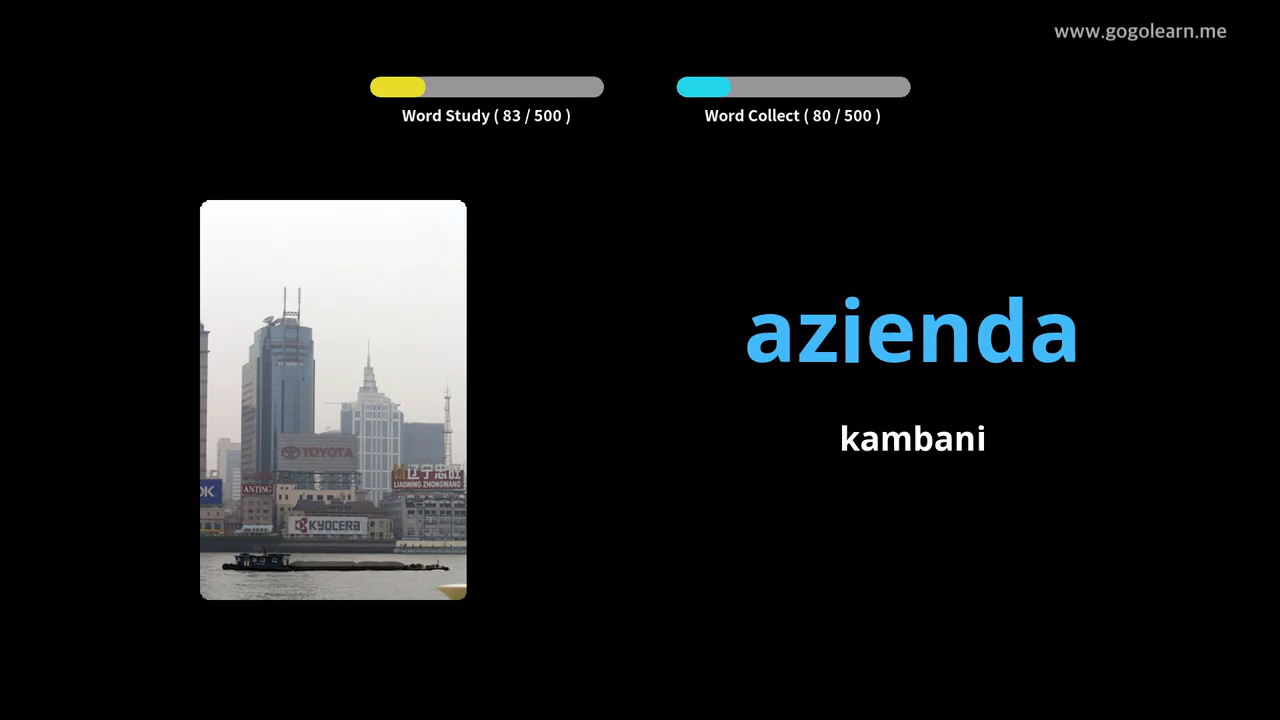 www.gogolearn.me
Word Study ( 83 / 500 )
Word Collect ( 80 / 500 )
azienda
kambani
TOYOTA
辽宁忠旺
LIAONING ZHONGWANG
ANTING
OK
KYOCERA